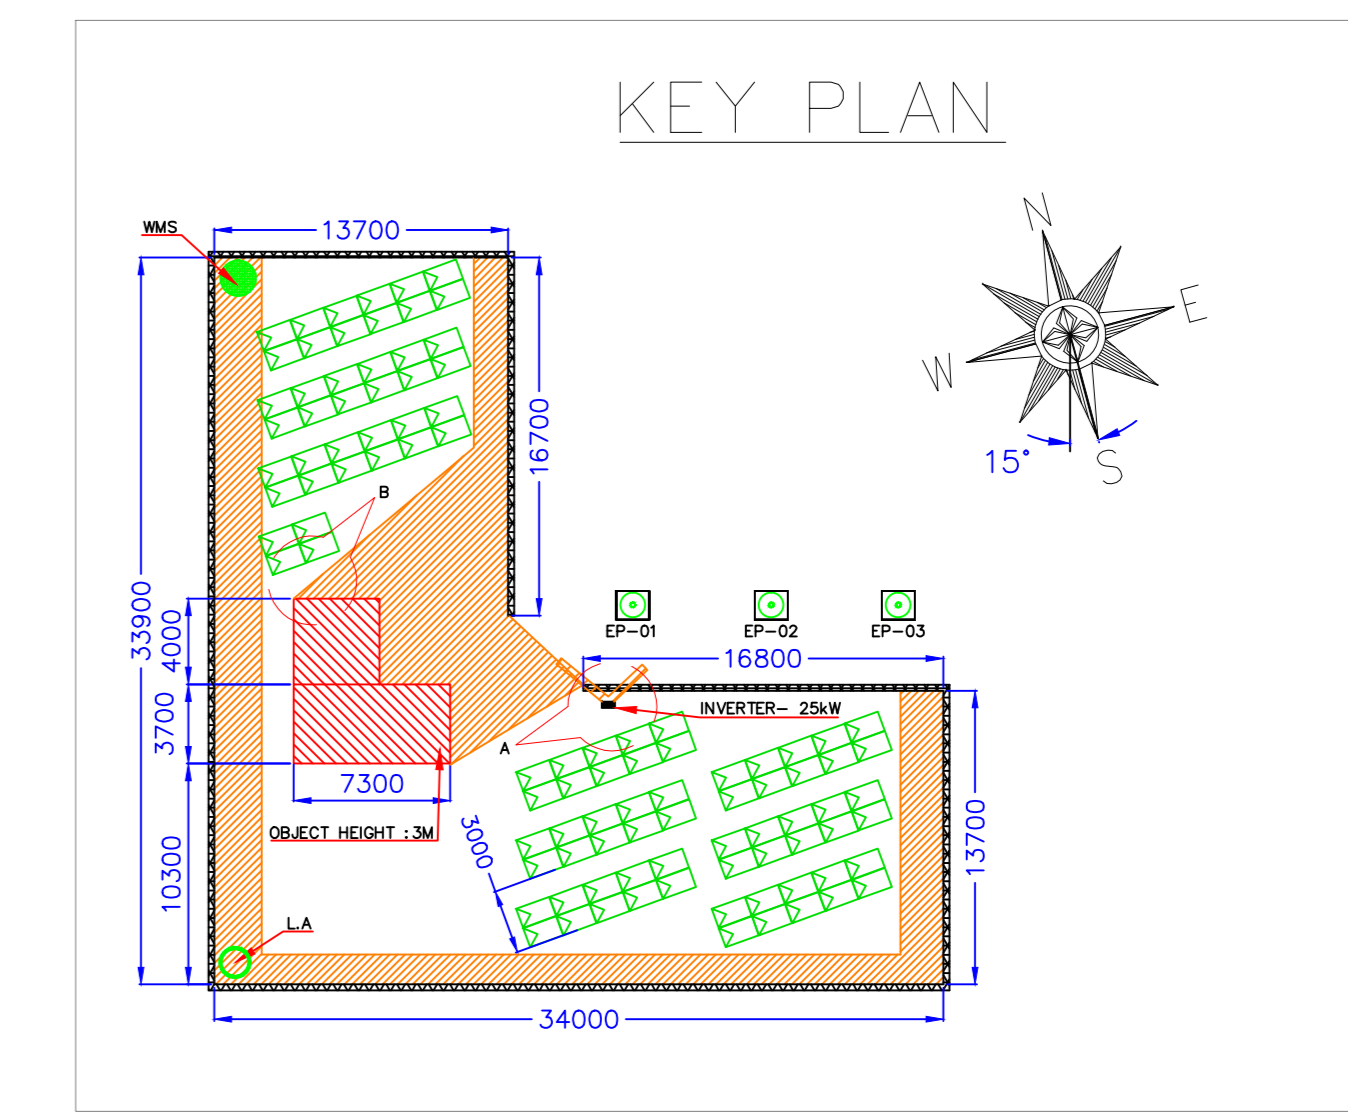 KEY PLAN
WMS
13700
N
E
W
S
15°
33900
16700
B
4000
3700
10300
7300
OBJECT HEIGHT :3M
EP-01
EP-02
EP-03
16800
INVERTER- 25kW
A
3000
13700
L.A
34000